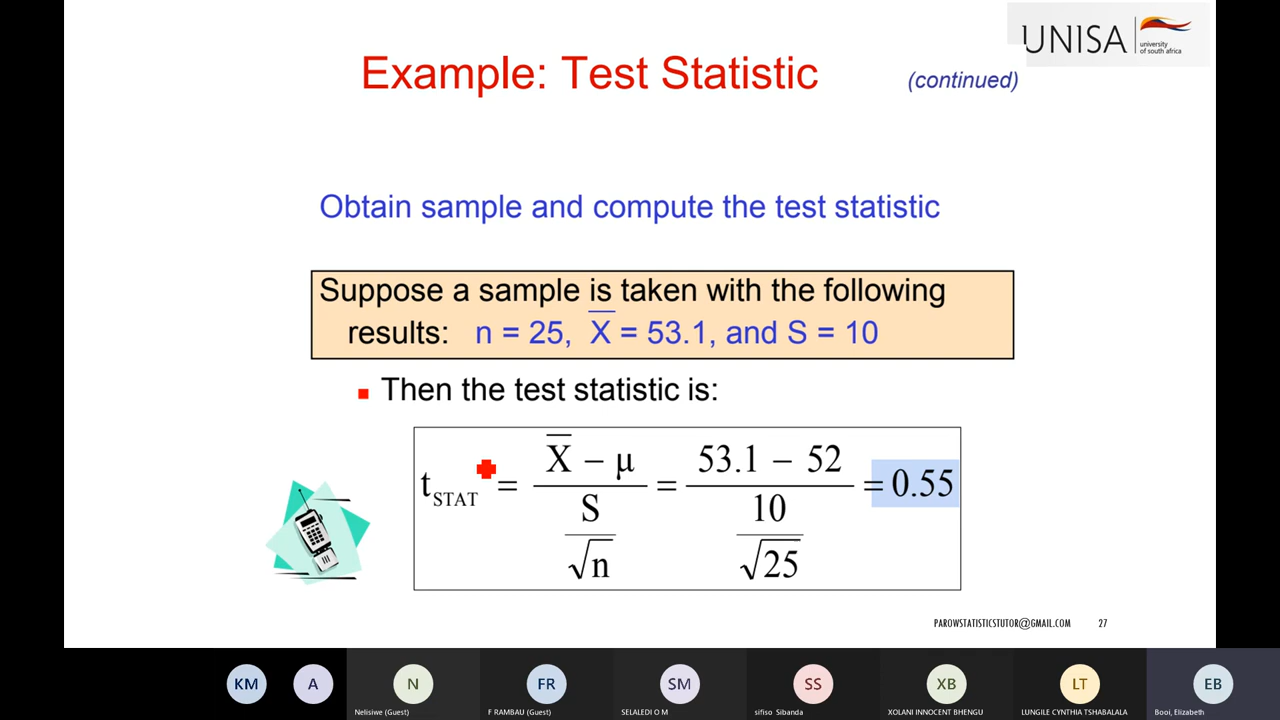 UNISA
university
of south africa
Example: Test Statistic
(continued)
Obtain sample and compute the test statistic
Suppose a sample is taken with the following
results: n = 25, X̅ = 53.1, and S = 10
Then the test statistic is:
t_STAT = (X̅ − μ) / (S / √n) = (53.1 − 52) / (10 / √25) = 0.55
PAROWSTATISTICSTUTOR@GMAIL.COM 27
KM
A
N
FR
SM
SS
XB
LT
EB
Nelisiwe (Guest)
F RAMBAU (Guest)
SELALEDI O M
sifiso Sibanda
XOLANI INNOCENT BHENGU
LUNGILE CYNTHIA TSHABALALA
Booi, Elizabeth